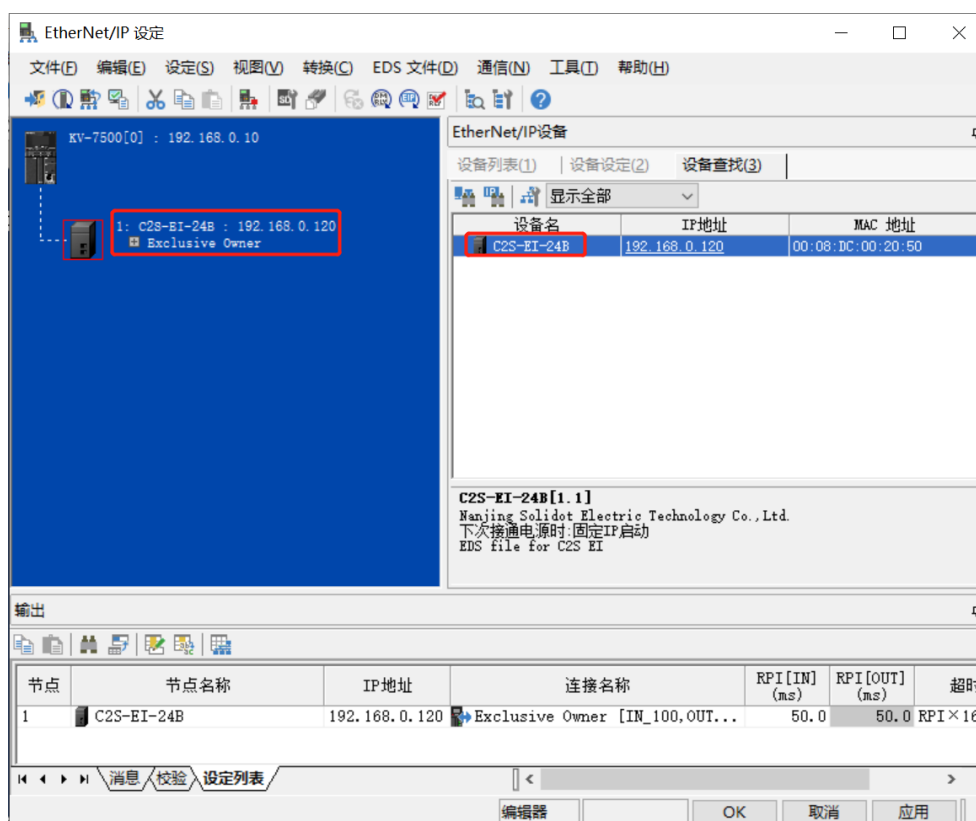 EtherNet/IP 设定
文件(F) 编辑(E) 设定(S) 视图(V) 转换(C) EDS 文件(D) 通信(N) 工具(T) 帮助(H)
KV-7500[0] : 192.168.0.10
1: C2S-EI-24B : 192.168.0.120
Exclusive Owner
EtherNet/IP设备
设备列表(1) 设备设定(2) 设备查找(3)
显示全部
设备名 IP地址 MAC 地址
C2S-EI-24B 192.168.0.120 00:08:DC:00:20:50
C2S-EI-24B[1.1]
Nanjing Solidot Electric Technology Co.,Ltd.
下次接通电源时:固定IP启动
EDS file for C2S EI
输出
节点 节点名称 IP地址 连接名称 RPI[IN] (ms) RPI[OUT] (ms) 超时
1 C2S-EI-24B 192.168.0.120 Exclusive Owner [IN_100,OUT... 50.0 50.0 RPI×16
消息 校验 设定列表
编辑器 OK 取消 应用